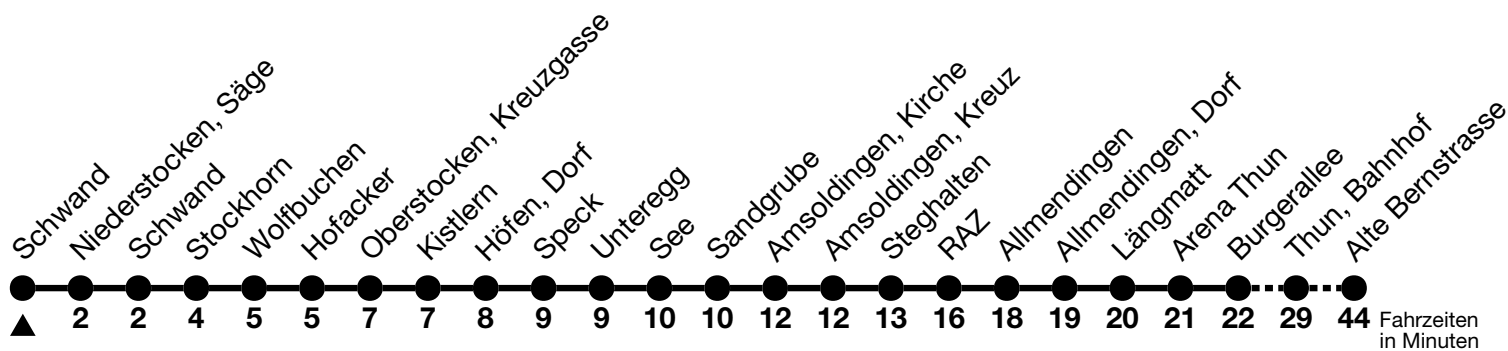 Schwand
Niederstocken, Säge
Schwand
Stockhorn
Wolfbuchen
Hofacker
Oberstocken, Kreuzgasse
Kistlern
Höfen, Dorf
Speck
Unteregg
See
Sandgrube
Amsoldingen, Kirche
Amsoldingen, Kreuz
Steghalten
RAZ
Allmendingen
Allmendingen, Dorf
Längmatt
Arena Thun
Burgerallee
Thun, Bahnhof
Alte Bernstrasse
2 2 4 5 5 7 7 8 9 9 10 10 12 12 13 16 18 19 20 21 22 29 44 Fahrzeiten
in Minuten